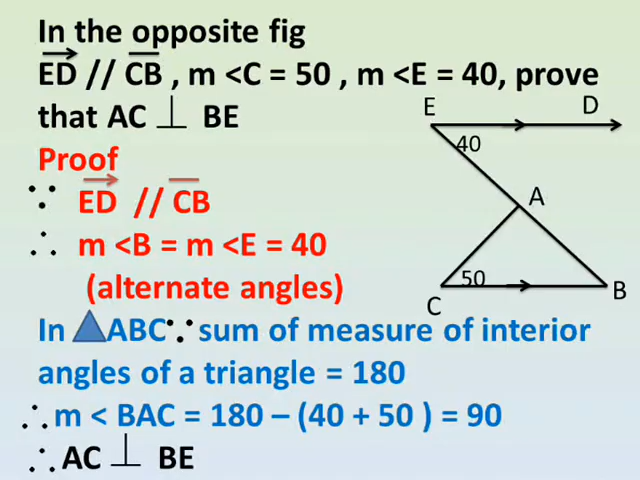 In the opposite fig
ED // CB , m <C = 50 , m <E = 40, prove
that AC ⊥ BE
Proof
∵ ED // CB
∴ m <B = m <E = 40
(alternate angles)
In ▲ABC ∵ sum of measure of interior
angles of a triangle = 180
∴ m < BAC = 180 – (40 + 50 ) = 90
∴ AC ⊥ BE
E
D
40
A
50
C
B